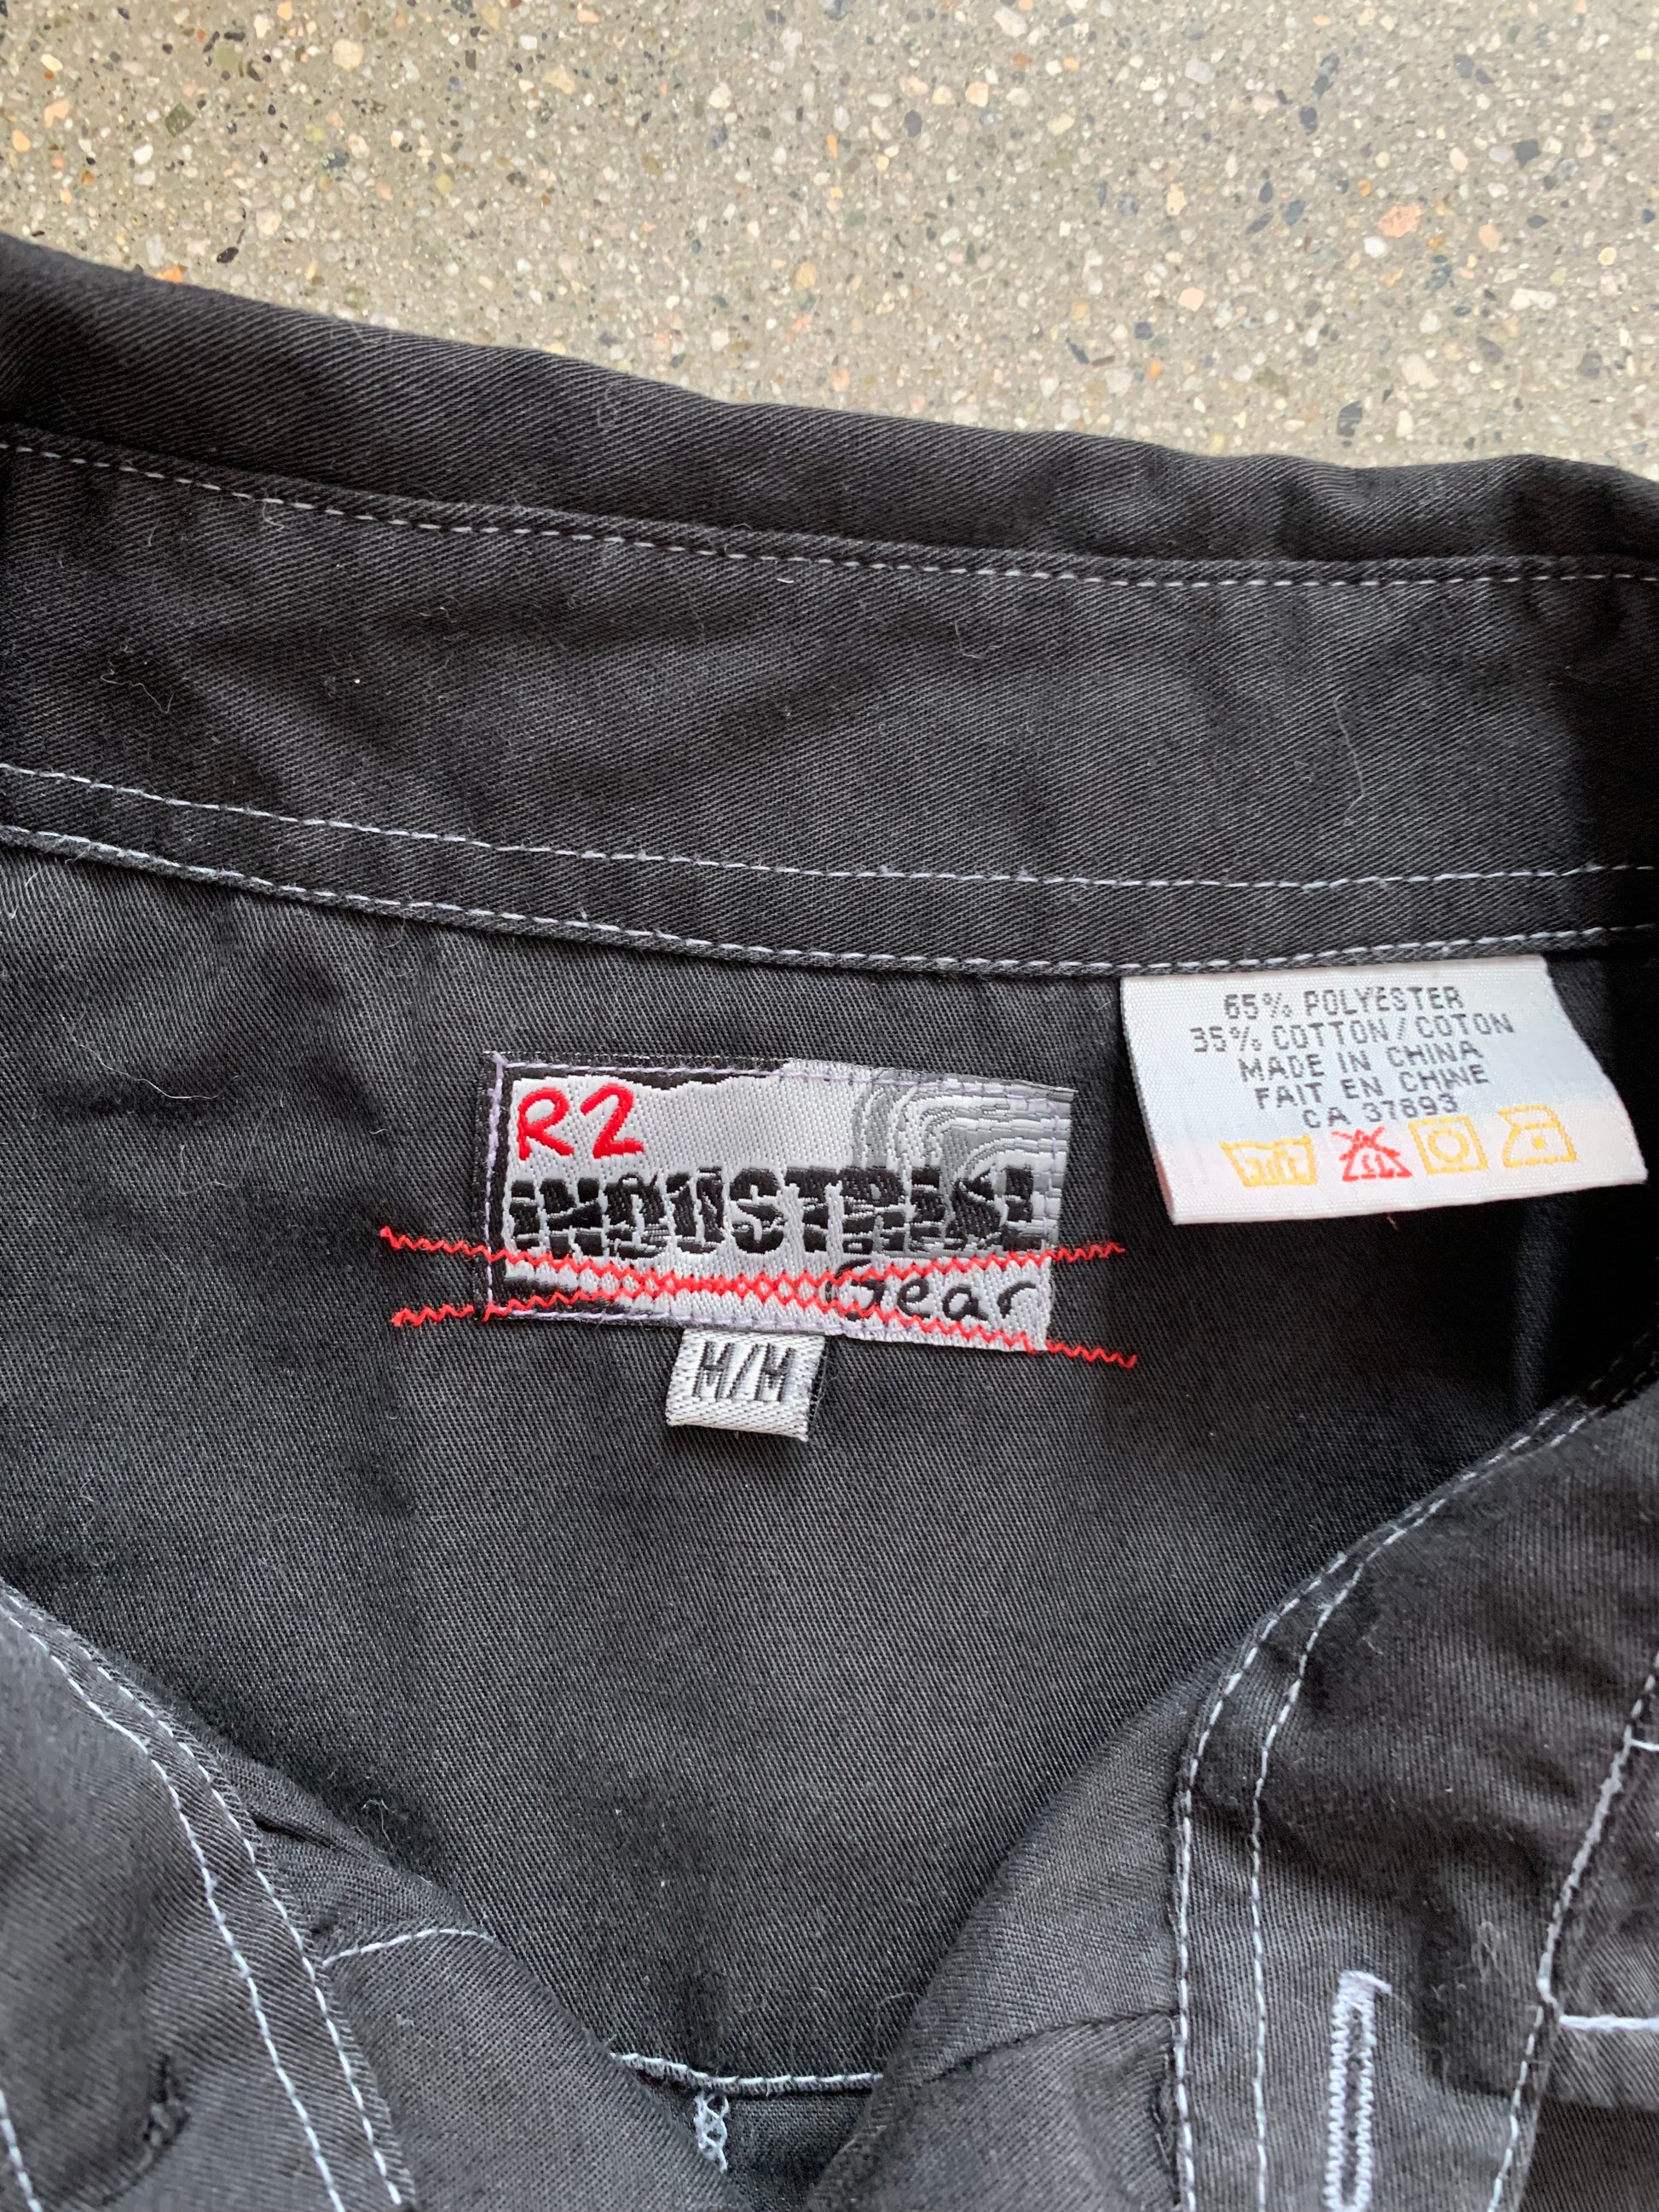 R2
INDUSTRIAL
Gear
M/M
65% POLYESTER
35% COTTON/COTON
MADE IN CHINA
FAIT EN CHINE
CA 37893